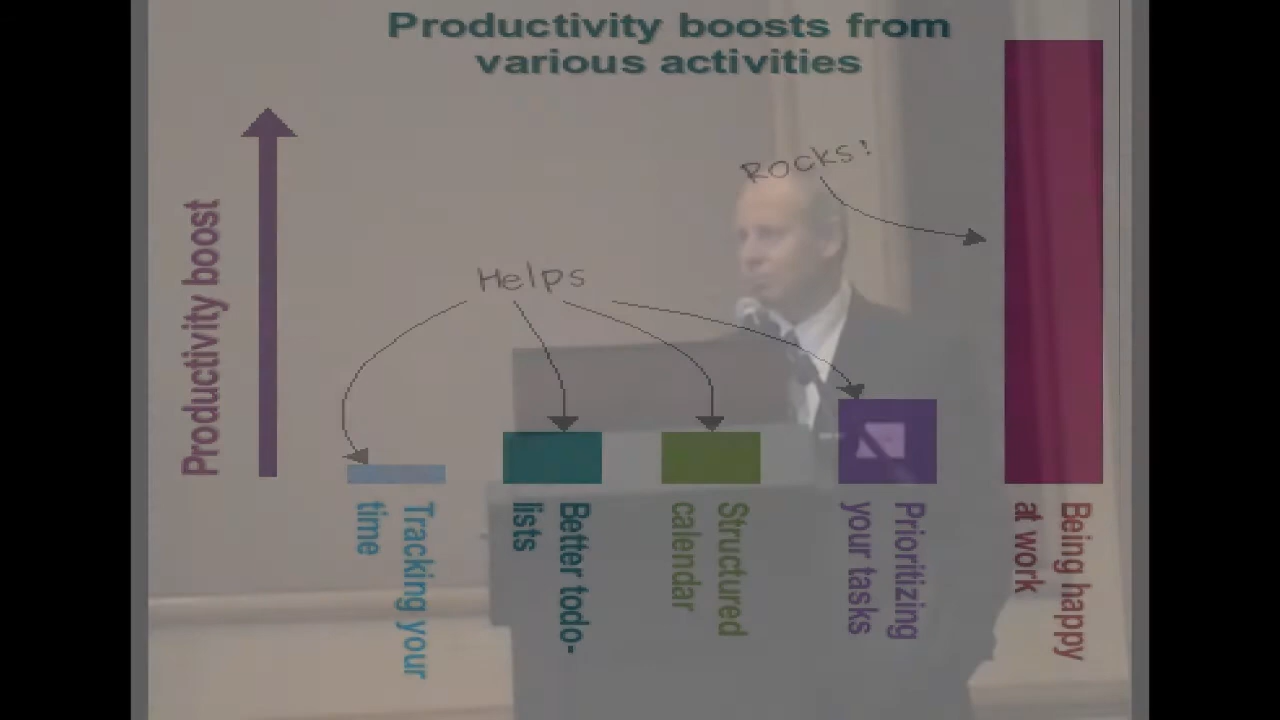 Productivity boosts from
various activities
Rocks!
Helps
Productivity boost
Tracking your
time
Better todo-
lists
Structured
calendar
Prioritizing
your tasks
Being happy
at work